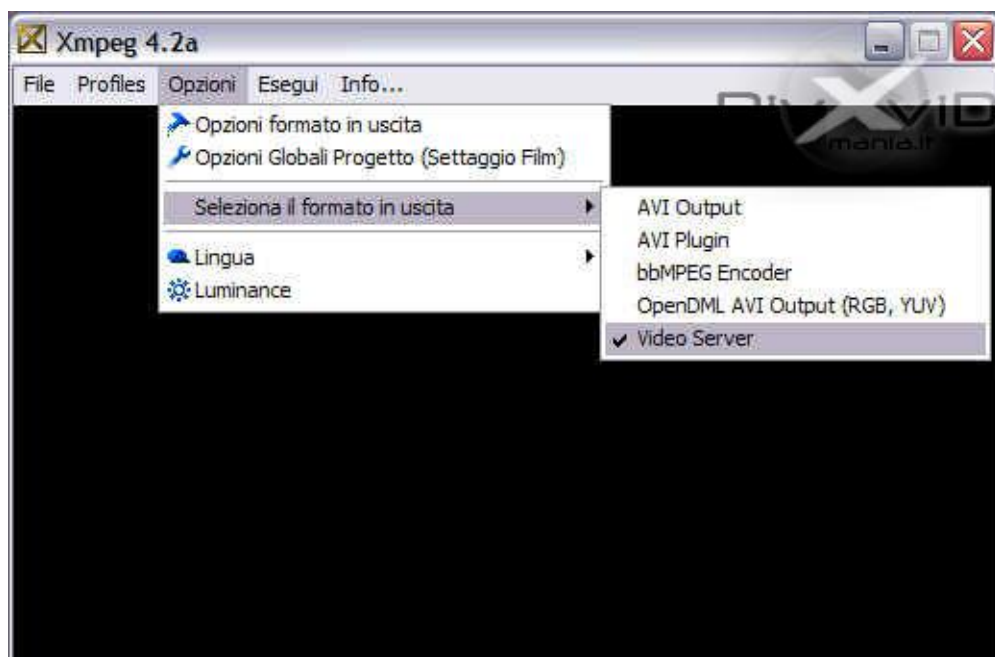 Xmpeg 4.2a
File Profiles Opzioni Esegui Info...
Opzioni formato in uscita
Opzioni Globali Progetto (Settaggio Film)
Seleziona il formato in uscita
Lingua
Luminance
AVI Output
AVI Plugin
bbMPEG Encoder
OpenDML AVI Output (RGB, YUV)
Video Server
DivXviD
mania.it